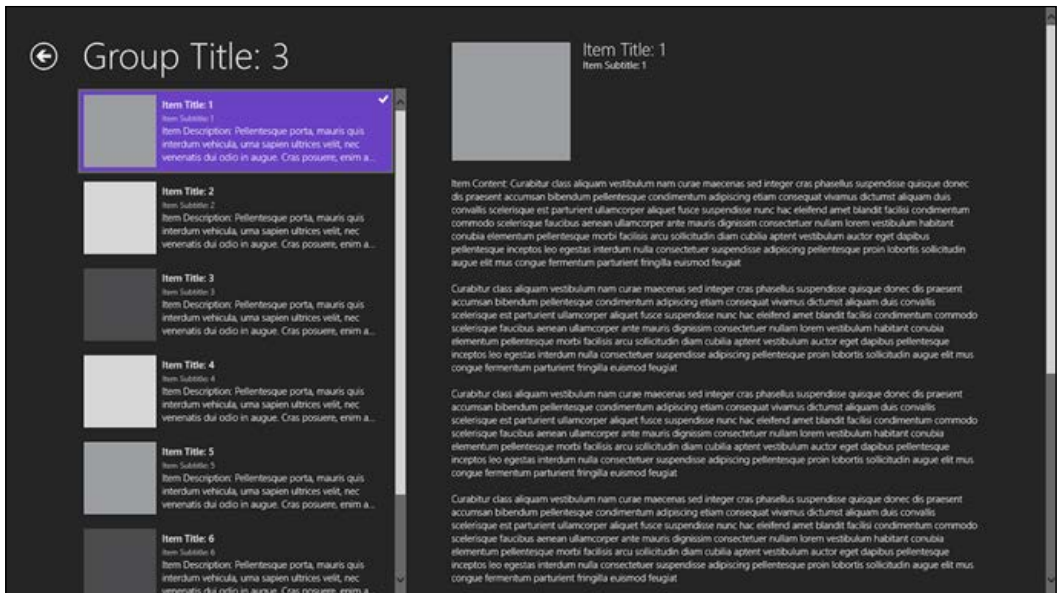 Group Title: 3
Item Title: 1
Item Subtitle: 1
Item Description: Pellentesque porta, mauris quis
interdum vehicula, urna sapien ultrices velit, nec
venenatis dui odio in augue. Cras posuere, enim a...
Item Title: 2
Item Subtitle: 2
Item Description: Pellentesque porta, mauris quis
interdum vehicula, urna sapien ultrices velit, nec
venenatis dui odio in augue. Cras posuere, enim a...
Item Title: 3
Item Subtitle: 3
Item Description: Pellentesque porta, mauris quis
interdum vehicula, urna sapien ultrices velit, nec
venenatis dui odio in augue. Cras posuere, enim a...
Item Title: 4
Item Subtitle: 4
Item Description: Pellentesque porta, mauris quis
interdum vehicula, urna sapien ultrices velit, nec
venenatis dui odio in augue. Cras posuere, enim a...
Item Title: 5
Item Subtitle: 5
Item Description: Pellentesque porta, mauris quis
interdum vehicula, urna sapien ultrices velit, nec
venenatis dui odio in augue. Cras posuere, enim a...
Item Title: 6
Item Subtitle: 6
Item Description: Pellentesque porta, mauris quis
interdum vehicula, urna sapien ultrices velit, nec
venenatis dui odio in augue. Cras posuere, enim a...
Item Title: 1
Item Subtitle: 1
Item Content: Curabitur class aliquam vestibulum nam curae maecenas sed integer cras phasellus suspendisse quisque donec
dis praesent accumsan bibendum pellentesque condimentum adipiscing etiam consequat vivamus dictumst aliquam duis
convallis scelerisque est parturient ullamcorper aliquet fusce suspendisse nunc hac eleifend amet blandit facilisi condimentum
commodo scelerisque faucibus aenean ullamcorper ante mauris dignissim consectetuer nullam lorem vestibulum habitant
conubia elementum pellentesque morbi facilisis arcu sollicitudin diam cubilia aptent vestibulum auctor eget dapibus
pellentesque inceptos leo egestas interdum nulla consectetuer suspendisse adipiscing pellentesque proin lobortis sollicitudin
augue elit mus congue fermentum parturient fringilla euismod feugiat
Curabitur class aliquam vestibulum nam curae maecenas sed integer cras phasellus suspendisse quisque donec dis praesent
accumsan bibendum pellentesque condimentum adipiscing etiam consequat vivamus dictumst aliquam duis convallis
scelerisque est parturient ullamcorper aliquet fusce suspendisse nunc hac eleifend amet blandit facilisi condimentum commodo
scelerisque faucibus aenean ullamcorper ante mauris dignissim consectetuer nullam lorem vestibulum habitant conubia
elementum pellentesque morbi facilisis arcu sollicitudin diam cubilia aptent vestibulum auctor eget dapibus pellentesque
inceptos leo egestas interdum nulla consectetuer suspendisse adipiscing pellentesque proin lobortis sollicitudin augue elit mus
congue fermentum parturient fringilla euismod feugiat
Curabitur class aliquam vestibulum nam curae maecenas sed integer cras phasellus suspendisse quisque donec dis praesent
accumsan bibendum pellentesque condimentum adipiscing etiam consequat vivamus dictumst aliquam duis convallis
scelerisque est parturient ullamcorper aliquet fusce suspendisse nunc hac eleifend amet blandit facilisi condimentum commodo
scelerisque faucibus aenean ullamcorper ante mauris dignissim consectetuer nullam lorem vestibulum habitant conubia
elementum pellentesque morbi facilisis arcu sollicitudin diam cubilia aptent vestibulum auctor eget dapibus pellentesque
inceptos leo egestas interdum nulla consectetuer suspendisse adipiscing pellentesque proin lobortis sollicitudin augue elit mus
congue fermentum parturient fringilla euismod feugiat
Curabitur class aliquam vestibulum nam curae maecenas sed integer cras phasellus suspendisse quisque donec dis praesent
accumsan bibendum pellentesque condimentum adipiscing etiam consequat vivamus dictumst aliquam duis convallis
scelerisque est parturient ullamcorper aliquet fusce suspendisse nunc hac eleifend amet blandit facilisi condimentum commodo
scelerisque faucibus aenean ullamcorper ante mauris dignissim consectetuer nullam lorem vestibulum habitant conubia
elementum pellentesque morbi facilisis arcu sollicitudin diam cubilia aptent vestibulum auctor eget dapibus pellentesque
inceptos leo egestas interdum nulla consectetuer suspendisse adipiscing pellentesque proin lobortis sollicitudin augue elit mus
congue fermentum parturient fringilla euismod feugiat